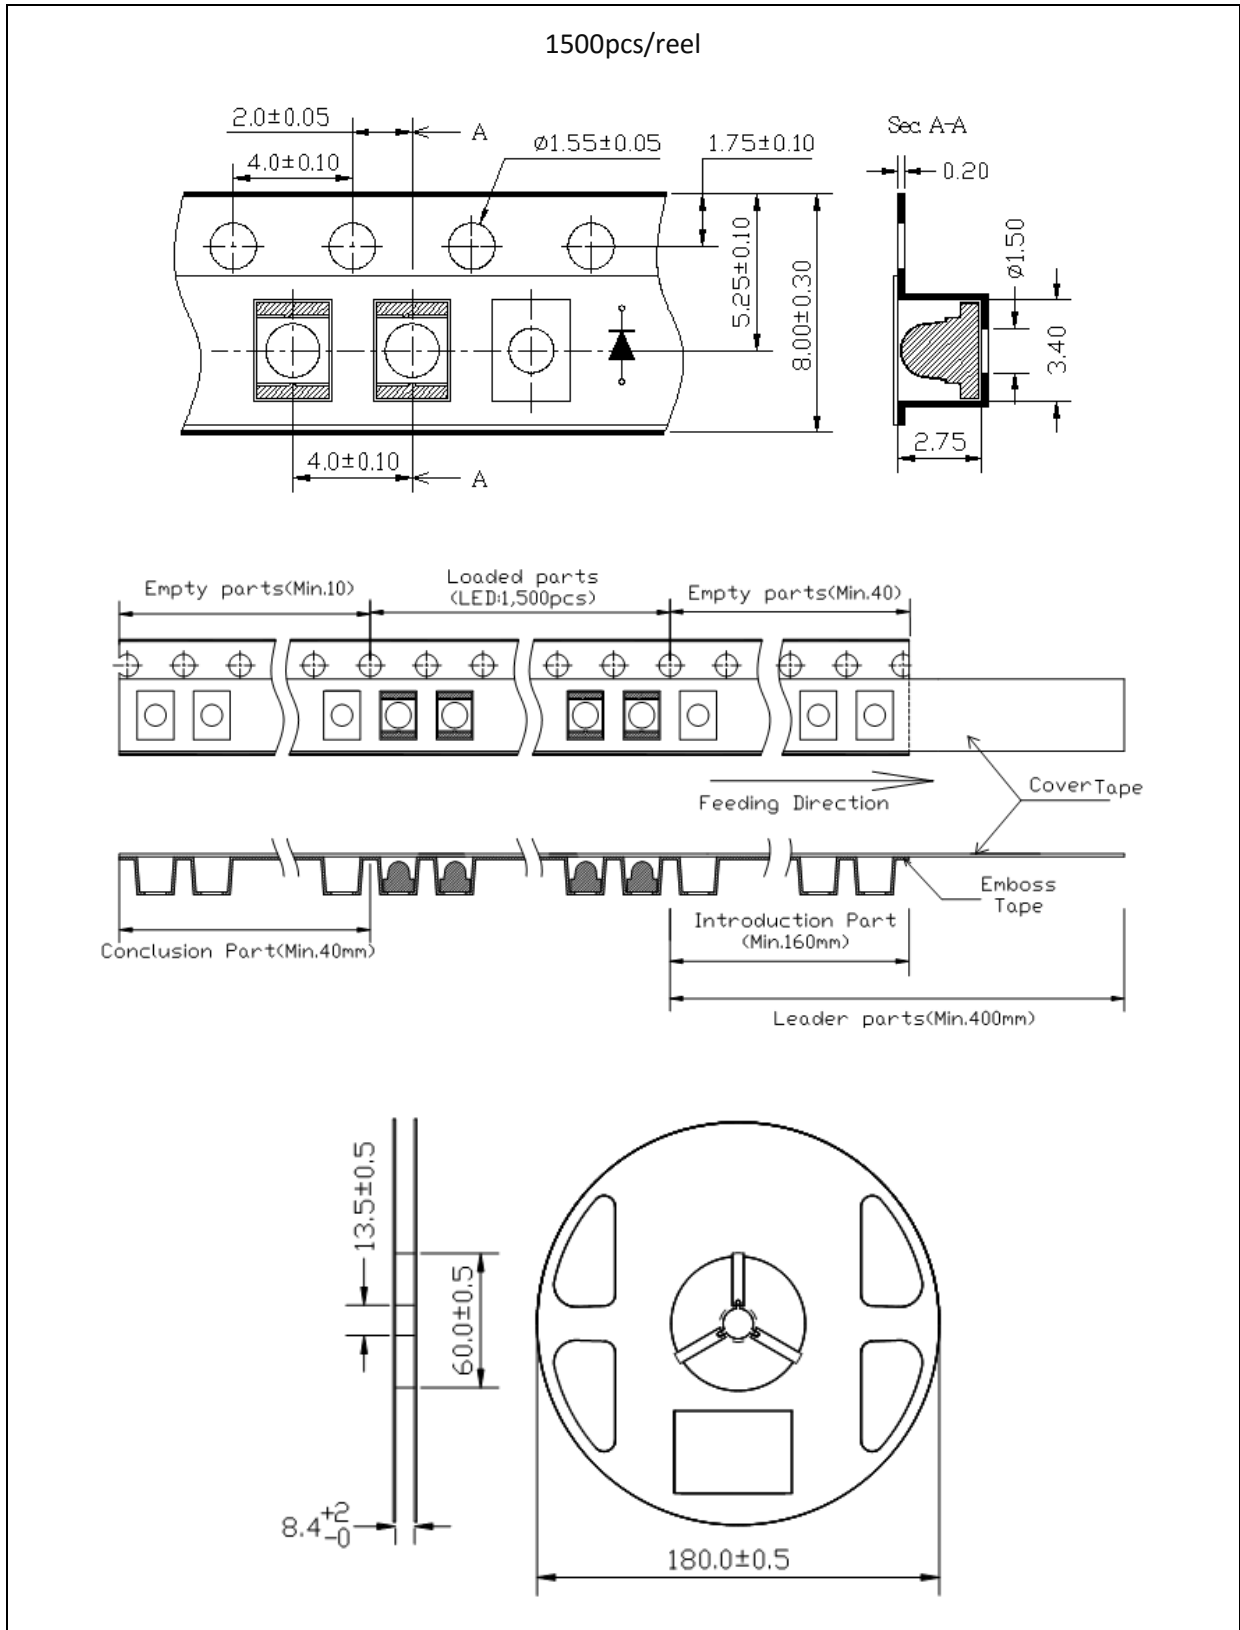 1500pcs/reel
2.0±0.05
A
4.0±0.10
ø1.55±0.05
1.75±0.10
Sec. A-A
0.20
5.25±0.10
8.00±0.30
ø1.50
3.40
2.75
4.0±0.10
A
Empty parts(Min.10)
Loaded parts
(LED:1,500pcs)
Empty parts(Min.40)
Feeding Direction
CoverTape
Emboss
Tape
Conclusion Part(Min.40mm)
Introduction Part
(Min.160mm)
Leader parts(Min.400mm)
13.5±0.5
60.0±0.5
8.4+2-0
180.0±0.5